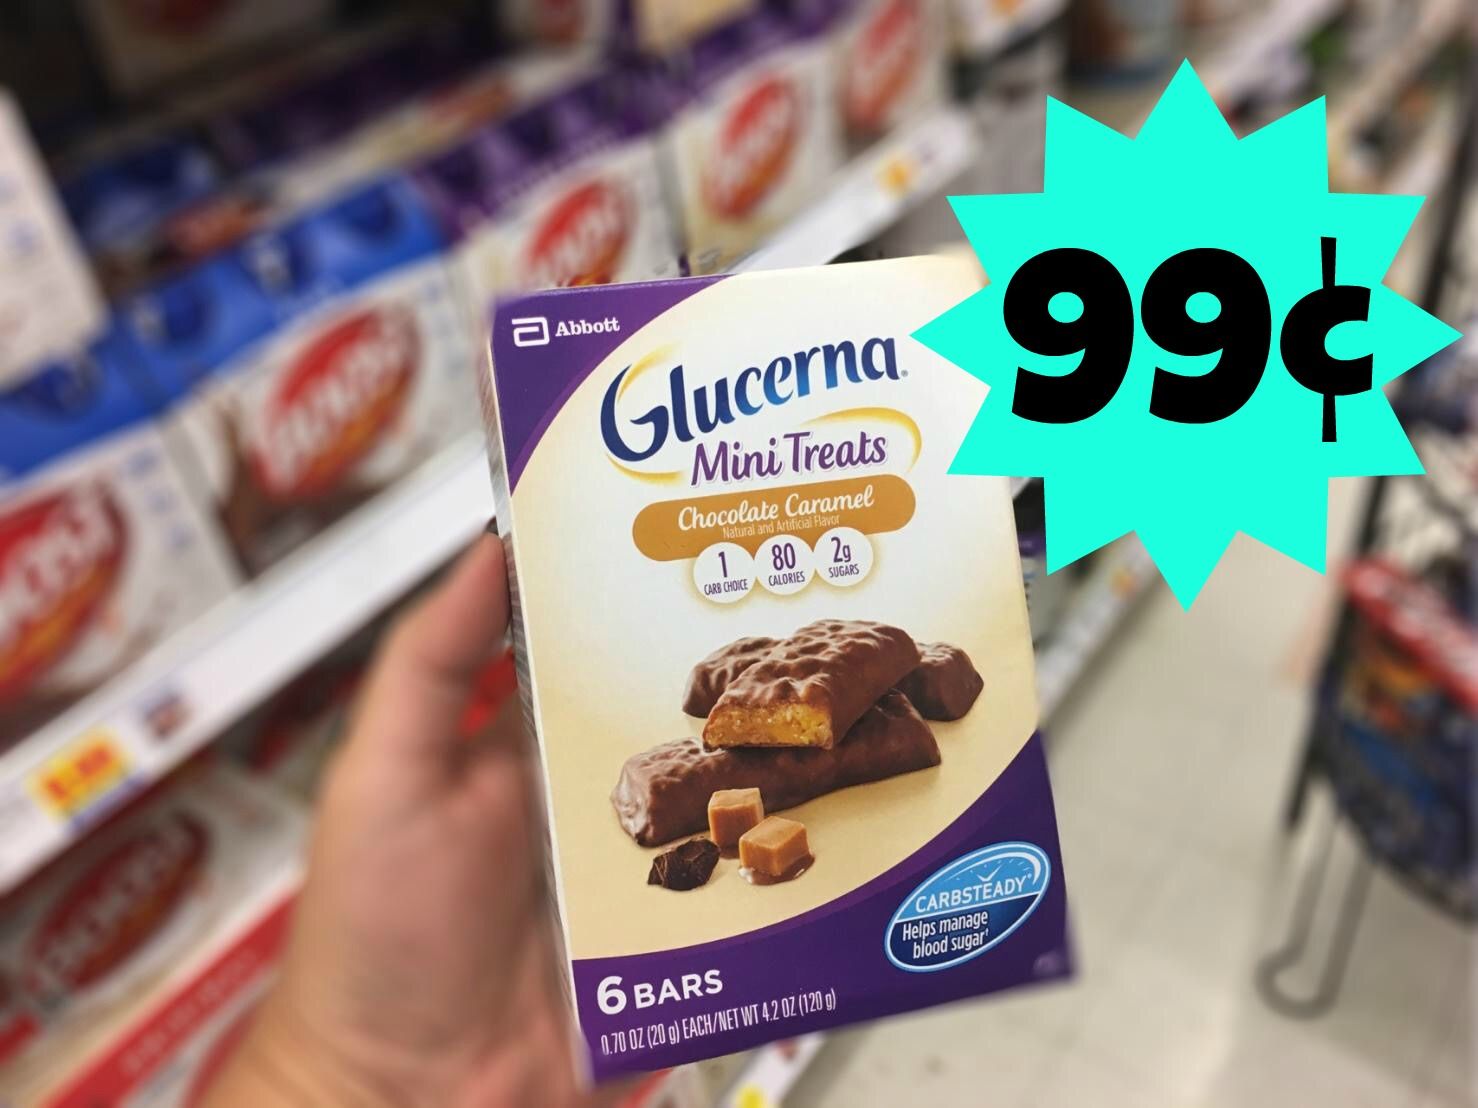 99¢
Abbott
Glucerna®
Mini Treats
Chocolate Caramel
Natural and Artificial Flavor
1
CARB CHOICE
80
CALORIES
2g
SUGARS
CARBSTEADY®
Helps manage
blood sugar†
6 BARS
0.70 OZ (20 g) EACH/NET WT 4.2 OZ (120 g)